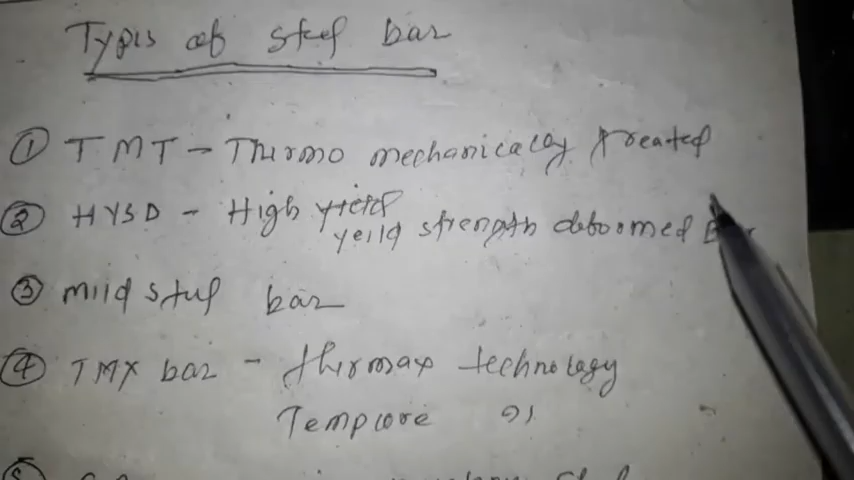 Types of steel bar
① TMT - Thermo mechanically treated
② HYSD - High yield
yeild strength deformed B r
③ mild steel bar
④ TMX bar - thermax technology
Tempcore "
⑤